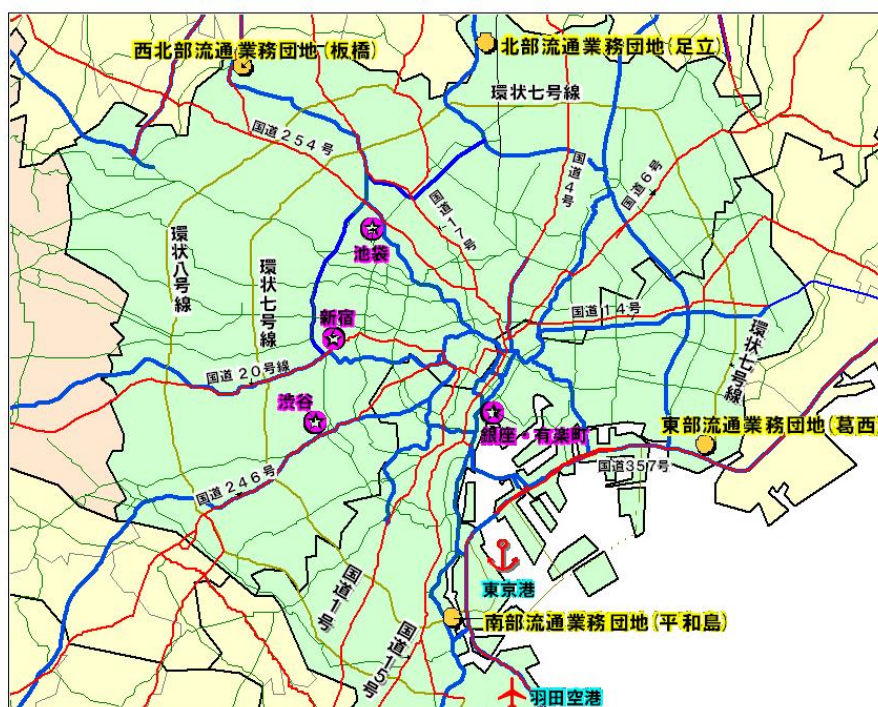 西北部流通業務団地(板橋)
北部流通業務団地(足立)
環状七号線
国道254号
国道4号
国道6号
国道17号
池袋
環状八号線
環状七号線
新宿
国道14号
環状七号線
国道20号線
渋谷
銀座・有楽町
東部流通業務団地(葛西)
国道357号
国道246号
東京港
国道1号
南部流通業務団地(平和島)
国道15号
羽田空港